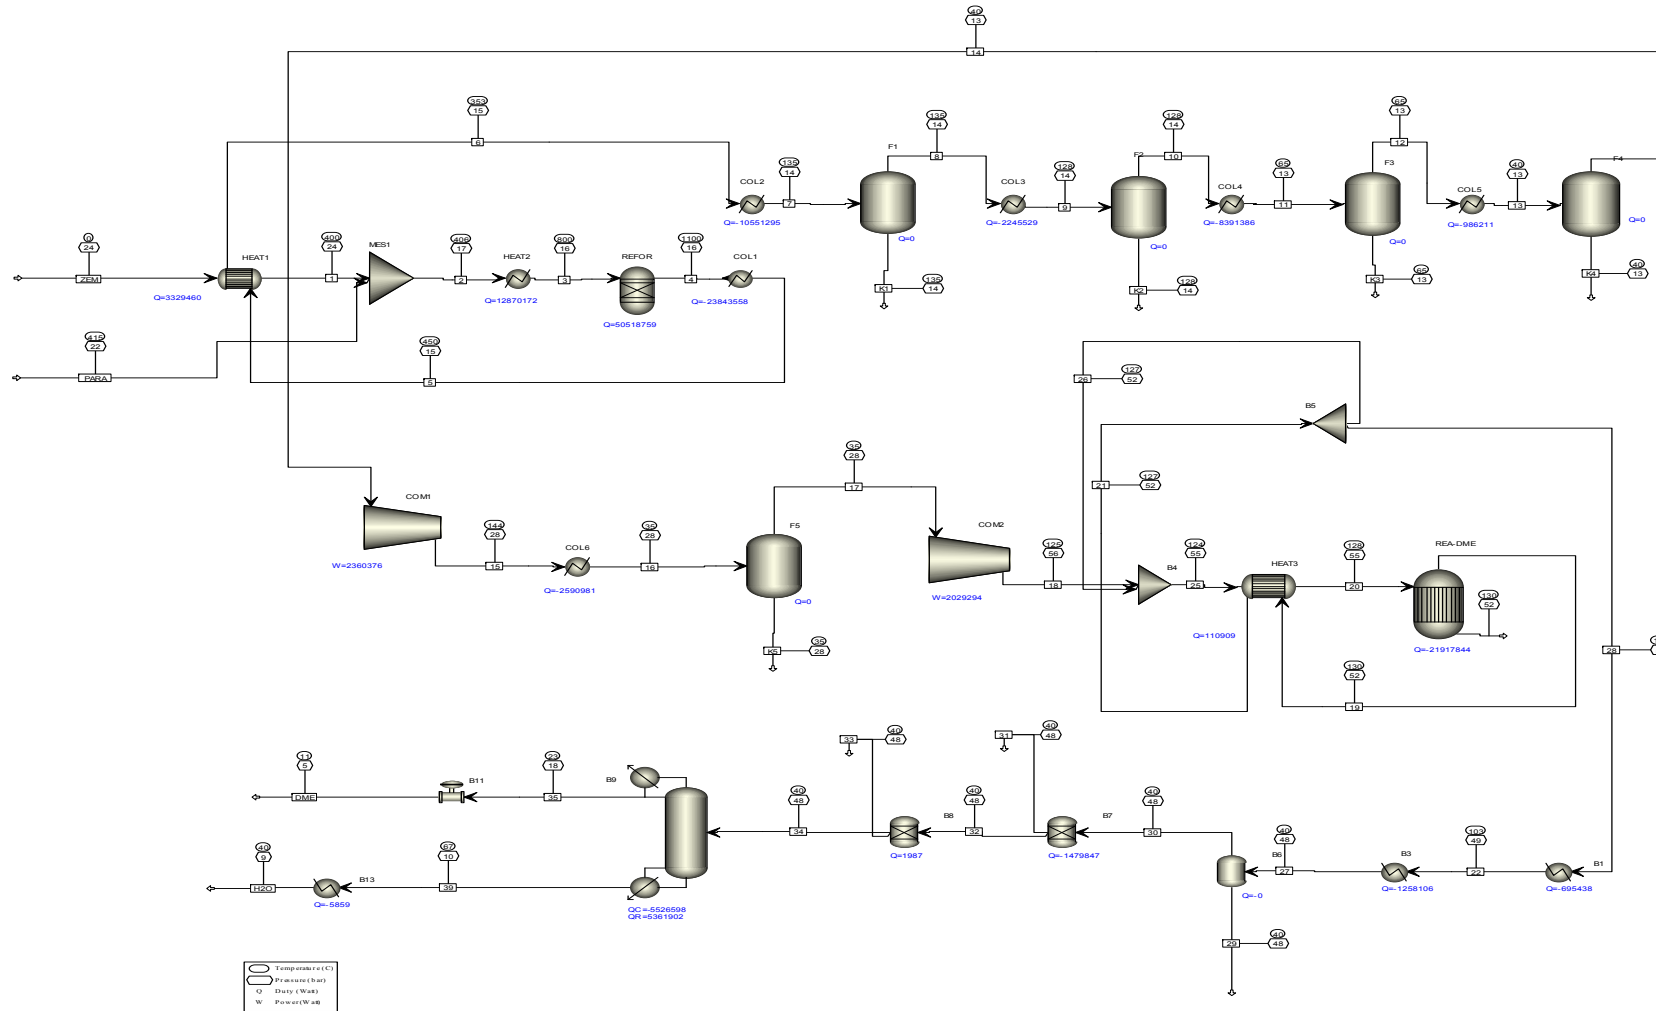 40
13
14
353
15
6
135
14
8
F1
128
14
10
F2
65
13
12
F3
F4
COL2
135
14
7
Q=-10551295
Q=0
COL3
128
14
9
Q=-2245529
Q=0
COL4
65
13
11
Q=-8391386
Q=0
COL5
40
13
13
Q=-986211
Q=0
0
24
ZEM
HEAT1
Q=3329460
400
24
1
MES1
406
17
2
HEAT2
Q=12870172
800
16
3
REFOR
Q=50518759
1100
16
4
COL1
Q=-23843558
K1
135
14
K2
128
14
K3
65
13
K4
40
13
415
22
PARA
450
15
5
26
127
52
B5
21
127
52
COM1
W=2360376
144
28
15
COL6
Q=-2590981
35
28
16
F5
Q=0
35
28
17
K5
35
28
COM2
W=2029294
125
56
18
B4
124
55
25
HEAT3
Q=110909
128
55
20
REA-DME
130
52
Q=-21917844
130
52
19
28
11
5
DME
B11
23
18
35
B9
33
40
48
31
40
48
40
48
34
B8
Q=1987
40
48
32
B7
Q=-1479847
40
48
30
B6
Q=-0
40
48
27
B3
Q=-1258106
103
49
22
B1
Q=-695438
40
9
H2O
B13
Q=-5859
67
10
39
QC=-5526598
QR=5361902
29
40
48
Temperature (C)
Pressure (bar)
Q Duty (Watt)
W Power(Watt)